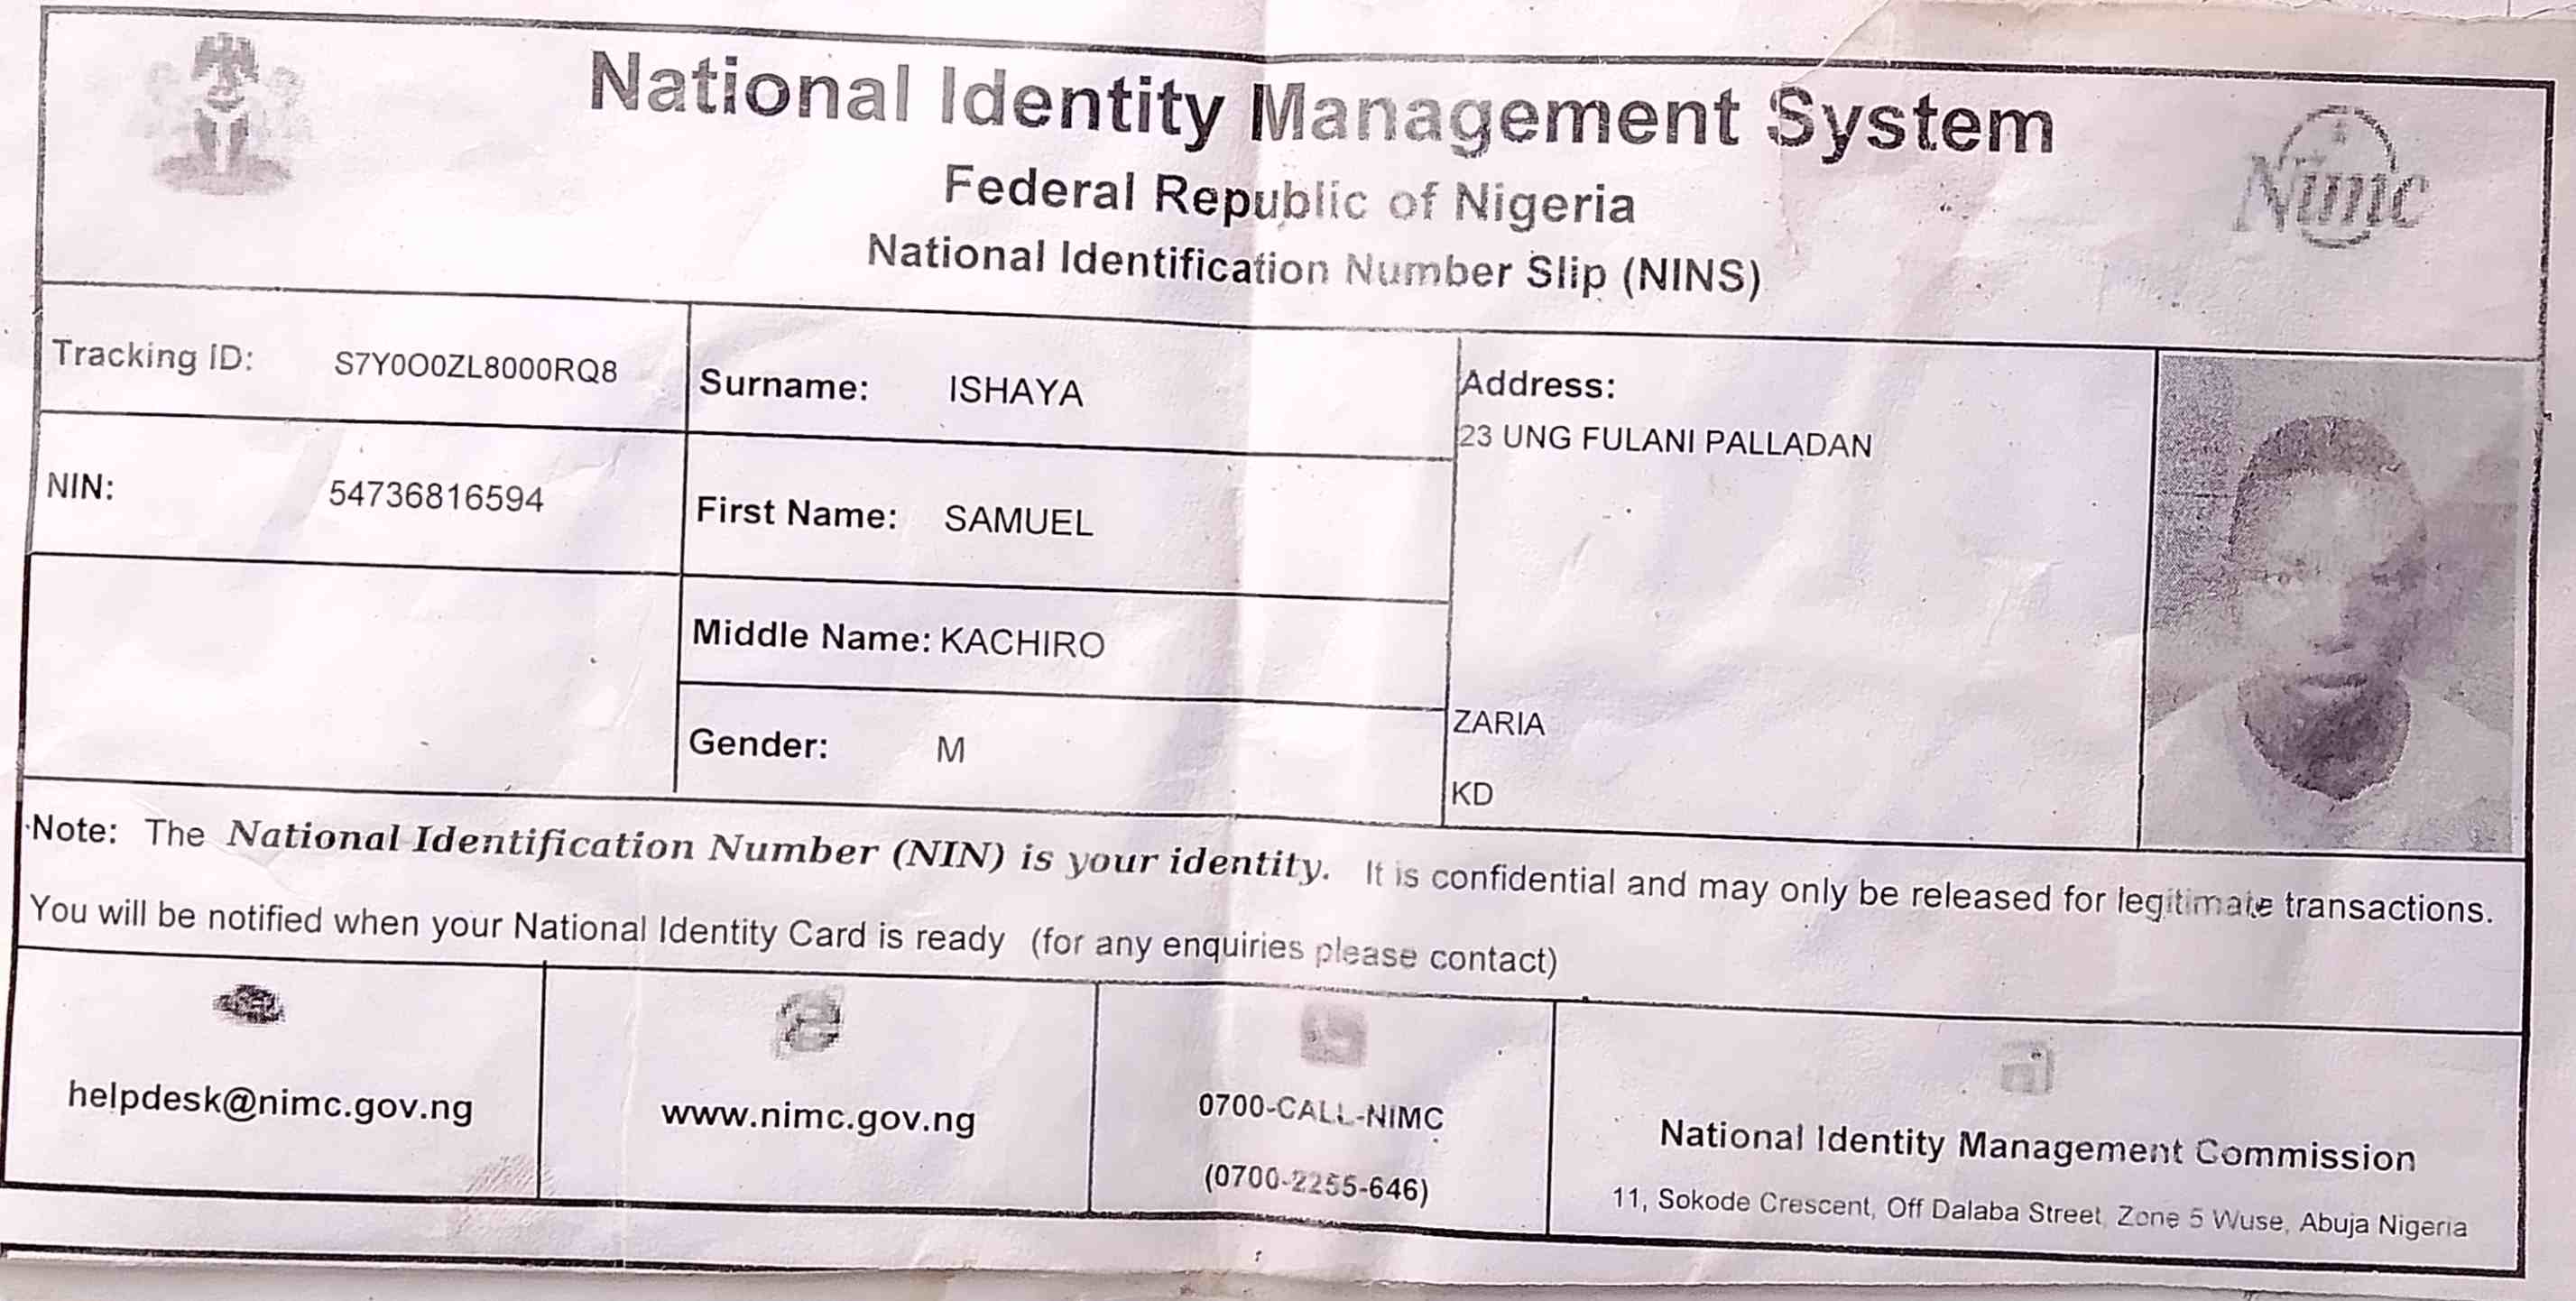 National Identity Management System
Federal Republic of Nigeria
National Identification Number Slip (NINS)
Nimc
Tracking ID: S7Y0O0ZL8000RQ8
Surname: ISHAYA
Address:
23 UNG FULANI PALLADAN
NIN: 54736816594
First Name: SAMUEL
Middle Name: KACHIRO
Gender: M
ZARIA
KD
Note: The National Identification Number (NIN) is your identity. It is confidential and may only be released for legitimate transactions.
You will be notified when your National Identity Card is ready (for any enquiries please contact)
helpdesk@nimc.gov.ng
www.nimc.gov.ng
0700-CALL-NIMC
(0700-2255-646)
National Identity Management Commission
11, Sokode Crescent, Off Dalaba Street, Zone 5 Wuse, Abuja Nigeria